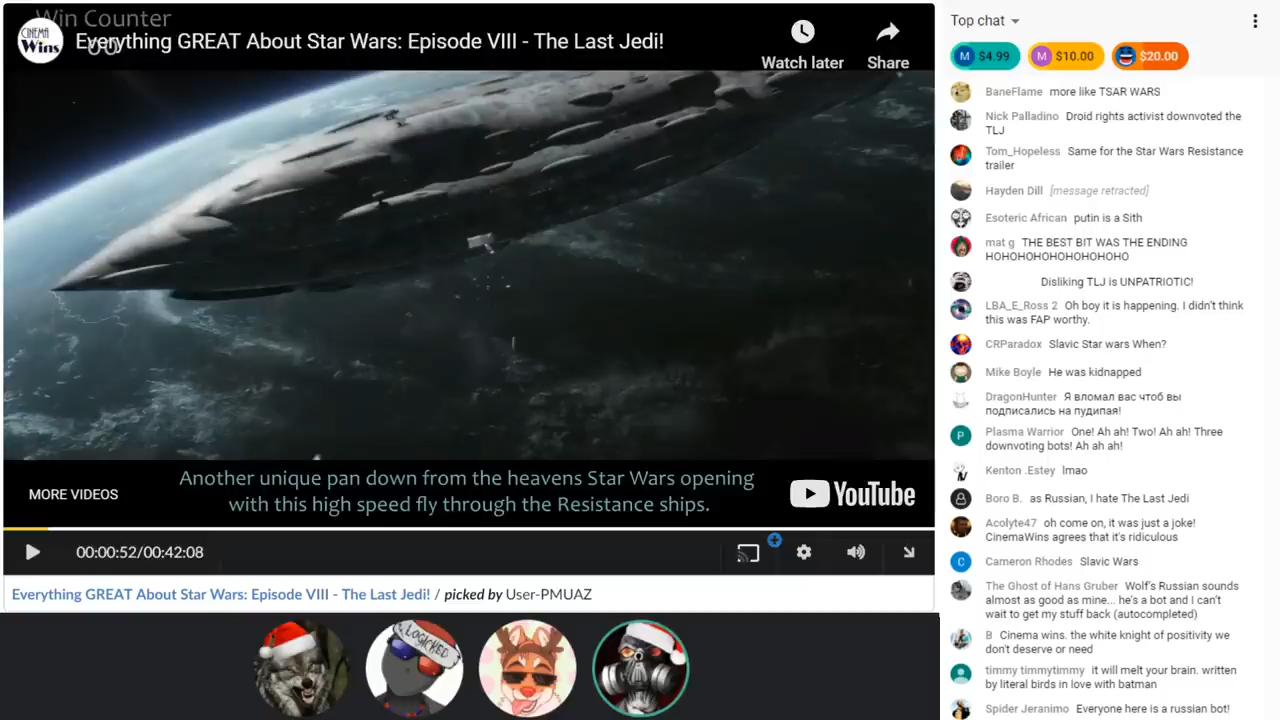 Win Counter
00
CINEMA
Wins
Everything GREAT About Star Wars: Episode VIII - The Last Jedi!
Watch later
Share
Another unique pan down from the heavens Star Wars opening
with this high speed fly through the Resistance ships.
MORE VIDEOS
YouTube
00:00:52/00:42:08
Everything GREAT About Star Wars: Episode VIII - The Last Jedi! / picked by User-PMUAZ
LOGICKED
Top chat
M $4.99
M $10.00
$20.00
BaneFlame more like TSAR WARS
Nick Palladino Droid rights activist downvoted the
TLJ
Tom_Hopeless Same for the Star Wars Resistance
trailer
Hayden Dill [message retracted]
Esoteric African putin is a Sith
mat g THE BEST BIT WAS THE ENDING
HOHOHOHOHOHOHOHOHO
Disliking TLJ is UNPATRIOTIC!
LBA_E_Ross 2 Oh boy it is happening. I didn't think
this was FAP worthy.
CRParadox Slavic Star wars When?
Mike Boyle He was kidnapped
DragonHunter Я вломал вас чтоб вы
подписались на пудипая!
P Plasma Warrior One! Ah ah! Two! Ah ah! Three
downvoting bots! Ah ah ah!
Kenton .Estey lmao
Boro B. as Russian, I hate The Last Jedi
Acolyte47 oh come on, it was just a joke!
CinemaWins agrees that it's ridiculous
C Cameron Rhodes Slavic Wars
The Ghost of Hans Gruber Wolf's Russian sounds
almost as good as mine... he's a bot and I can't
wait to get my stuff back (autocompleted)
B Cinema wins. the white knight of positivity we
don't deserve or need
timmy timmytimmy it will melt your brain. written
by literal birds in love with batman
Spider Jeranimo Everyone here is a russian bot!